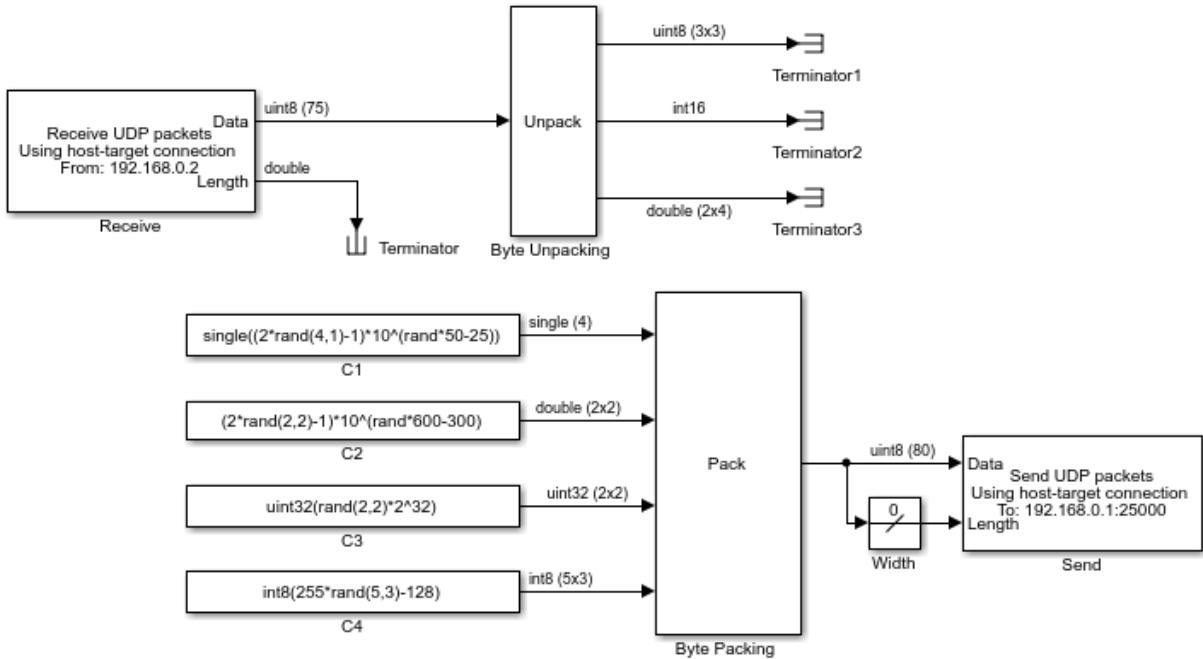 uint8 (3x3)
Terminator1
uint8 (75)
Data
Receive UDP packets
Using host-target connection
From: 192.168.0.2
double
Length
Receive
Terminator
Unpack
Byte Unpacking
int16
Terminator2
double (2x4)
Terminator3
single((2*rand(4,1)-1)*10^(rand*50-25))
single (4)
C1
(2*rand(2,2)-1)*10^(rand*600-300)
double (2x2)
C2
uint32(rand(2,2)*2^32)
uint32 (2x2)
C3
int8(255*rand(5,3)-128)
int8 (5x3)
C4
Pack
Byte Packing
uint8 (80)
0
Width
Data
Send UDP packets
Using host-target connection
To: 192.168.0.1:25000
Length
Send